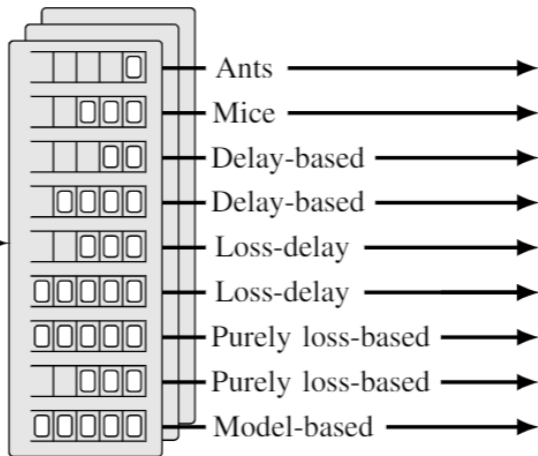 Ants
Mice
Delay-based
Delay-based
Loss-delay
Loss-delay
Purely loss-based
Purely loss-based
Model-based